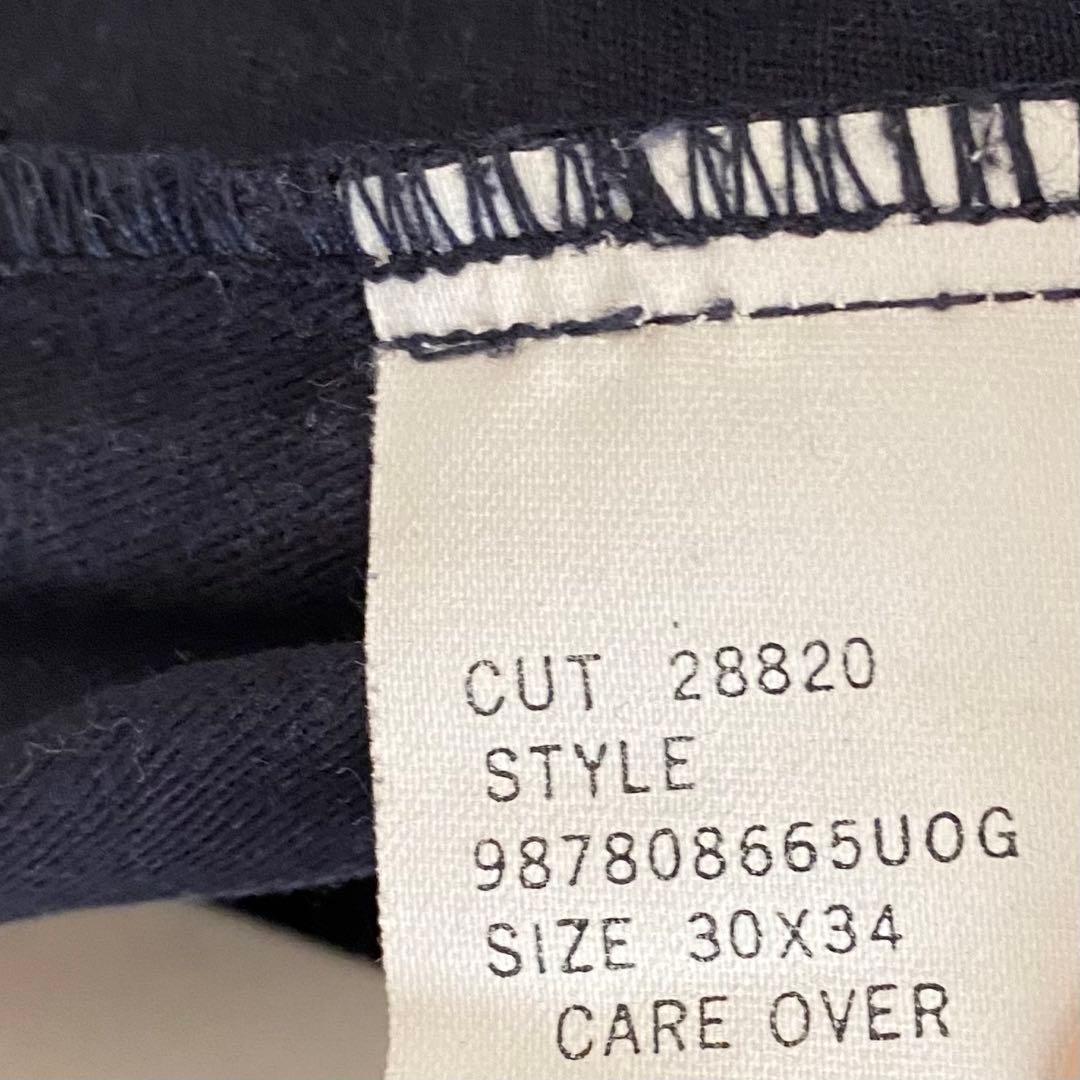 CUT 28820
STYLE
987808665UOG
SIZE 30X34
CARE OVER